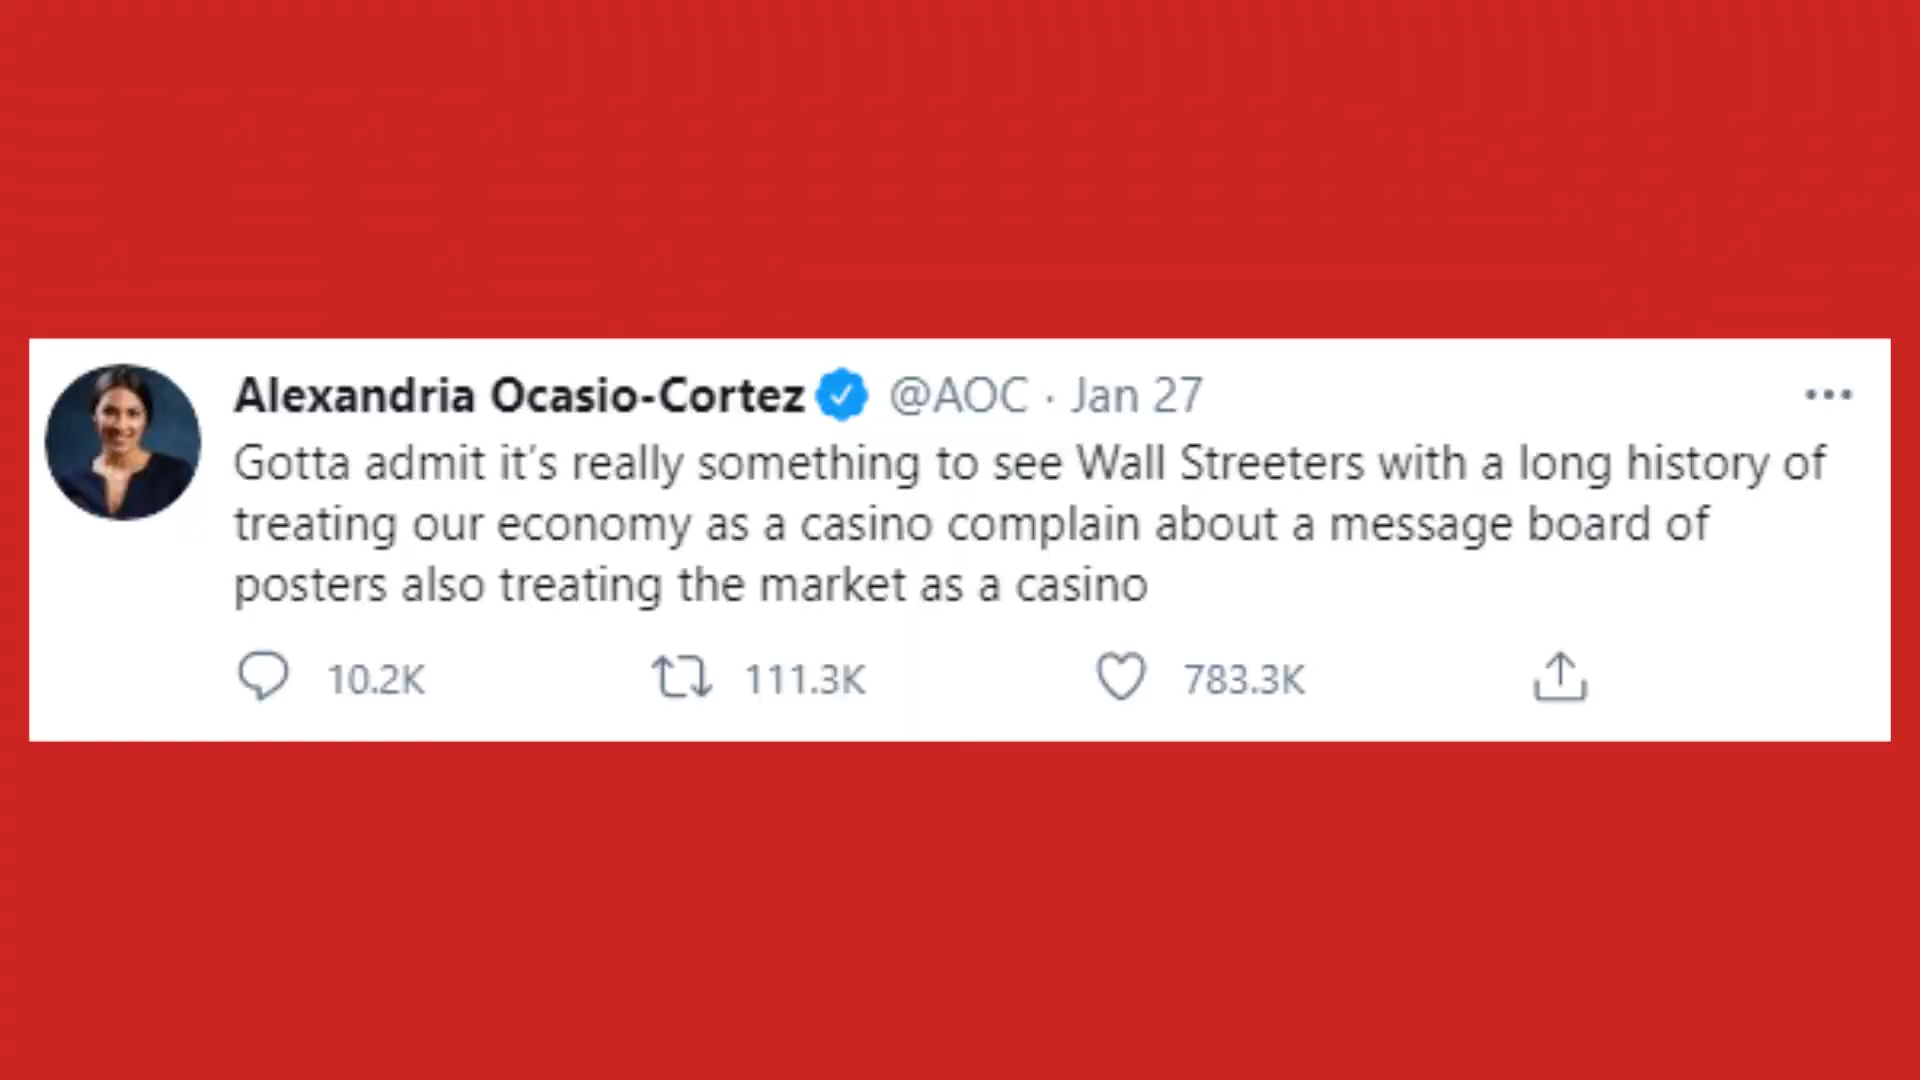 Alexandria Ocasio-Cortez @AOC · Jan 27
Gotta admit it’s really something to see Wall Streeters with a long history of
treating our economy as a casino complain about a message board of
posters also treating the market as a casino
10.2K 111.3K 783.3K